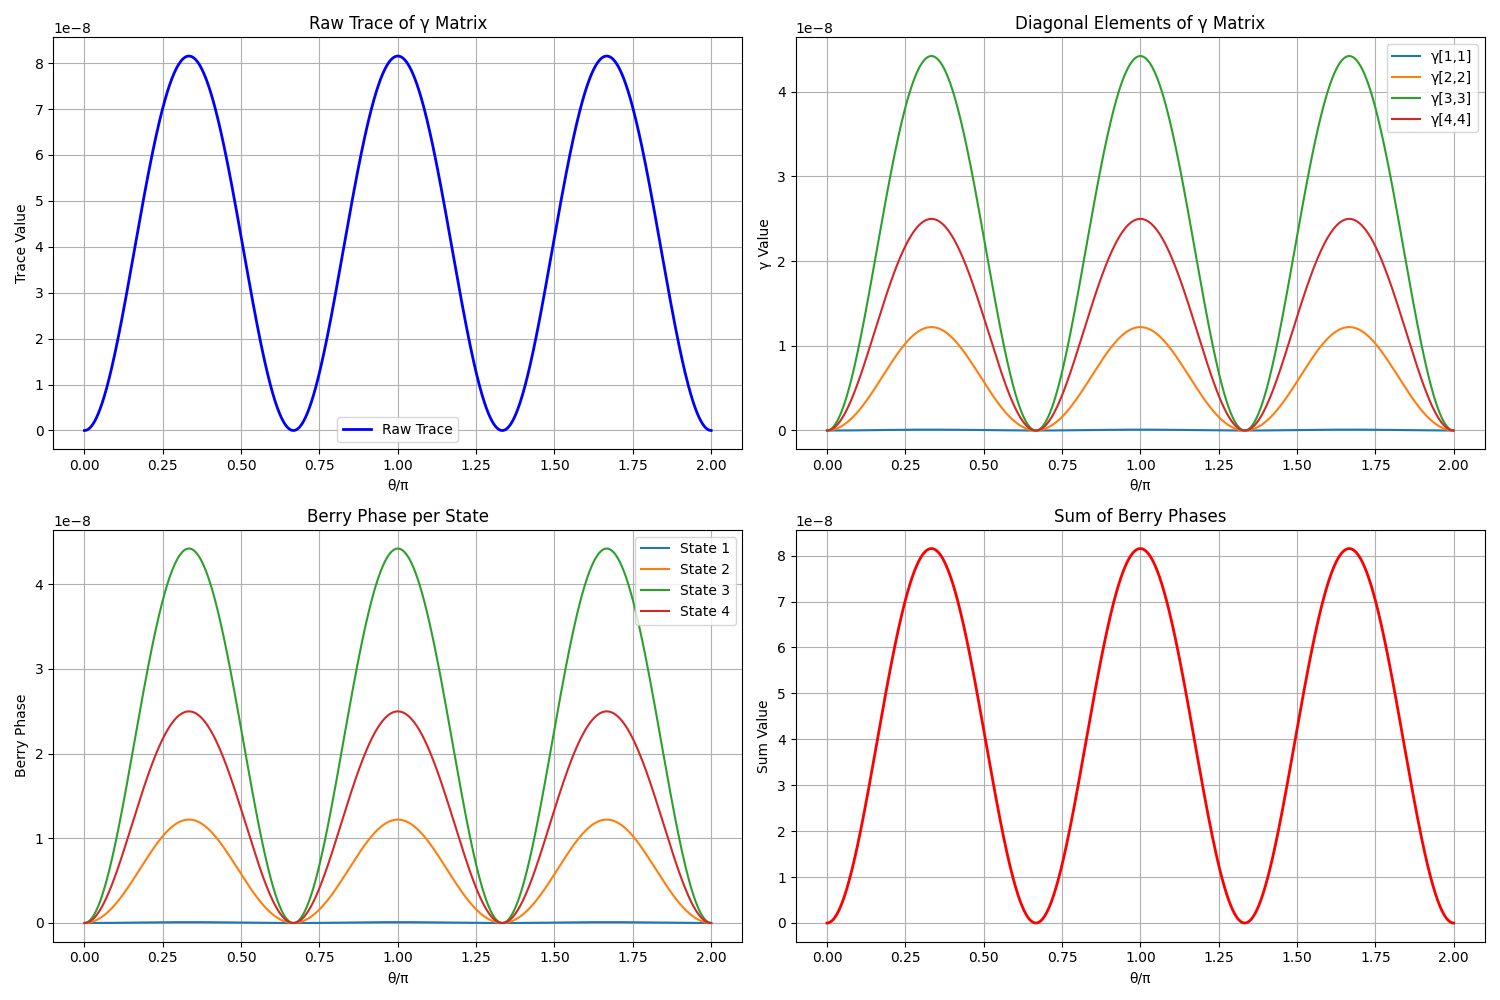 Raw Trace of γ Matrix
1e−8
Trace Value
8
7
6
5
4
3
2
1
0
Raw Trace
0.00 0.25 0.50 0.75 1.00 1.25 1.50 1.75 2.00
θ/π
Diagonal Elements of γ Matrix
1e−8
γ Value
4
3
2
1
0
γ[1,1]
γ[2,2]
γ[3,3]
γ[4,4]
0.00 0.25 0.50 0.75 1.00 1.25 1.50 1.75 2.00
θ/π
Berry Phase per State
1e−8
Berry Phase
4
3
2
1
0
State 1
State 2
State 3
State 4
0.00 0.25 0.50 0.75 1.00 1.25 1.50 1.75 2.00
θ/π
Sum of Berry Phases
1e−8
Sum Value
8
7
6
5
4
3
2
1
0
0.00 0.25 0.50 0.75 1.00 1.25 1.50 1.75 2.00
θ/π